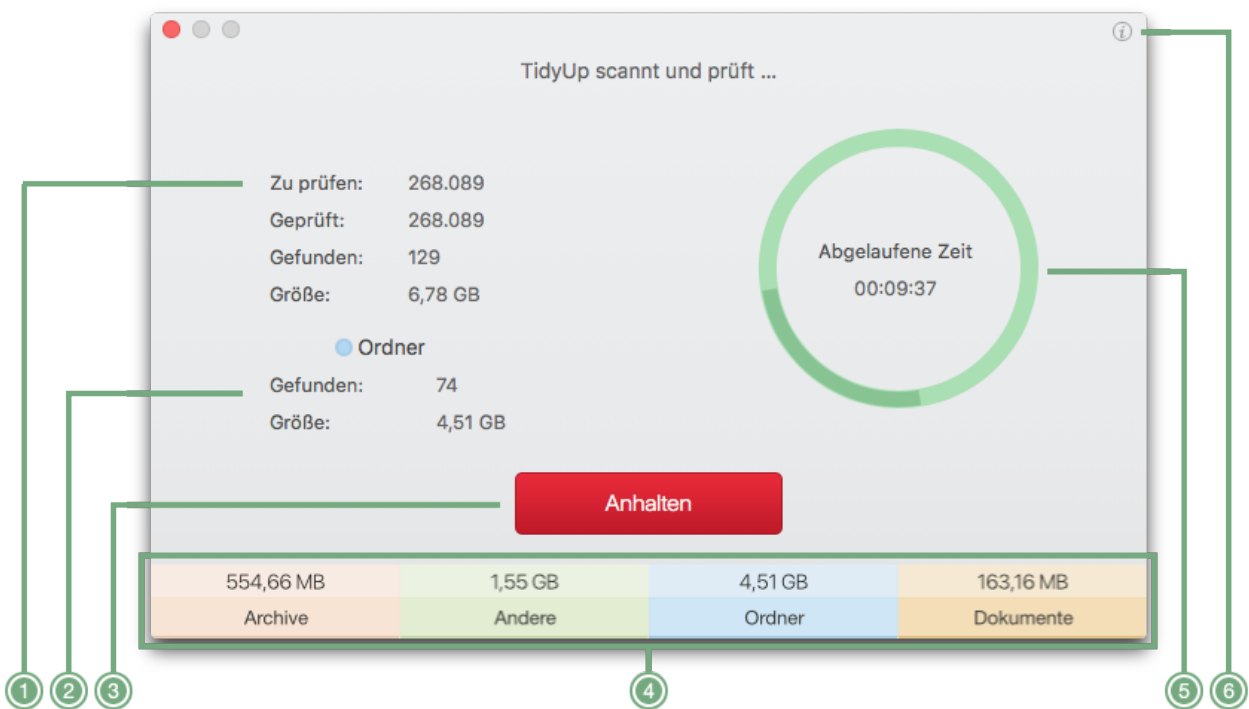 TidyUp scannt und prüft ...
Zu prüfen: 268.089
Geprüft: 268.089
Gefunden: 129
Größe: 6,78 GB
Ordner
Gefunden: 74
Größe: 4,51 GB
Abgelaufene Zeit
00:09:37
Anhalten
554,66 MB 1,55 GB 4,51 GB 163,16 MB
Archive Andere Ordner Dokumente
1 2 3 4 5 6